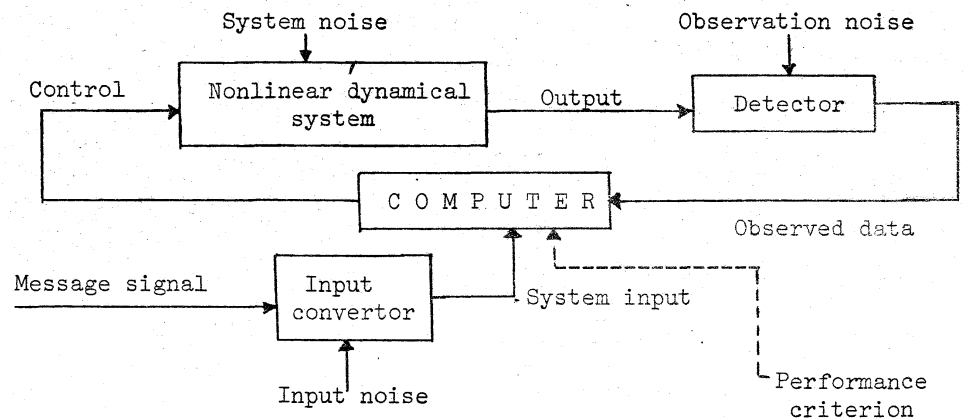 System noise
Observation noise
Control
Nonlinear dynamical
system
Output
Detector
COMPUTER
Observed data
Message signal
Input
convertor
System input
Input noise
Performance
criterion